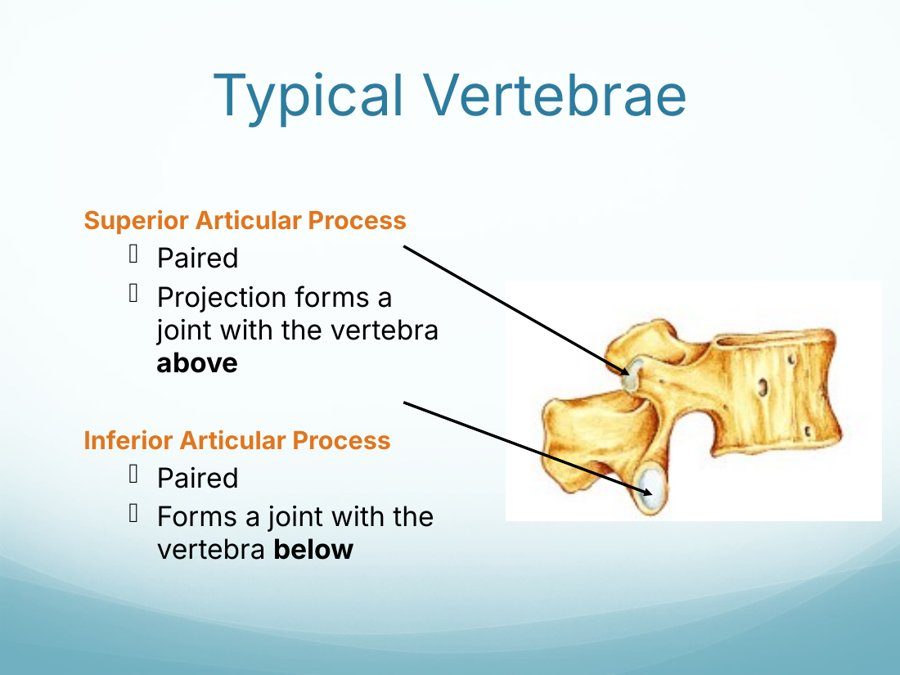 Typical Vertebrae
Superior Articular Process
Paired
Projection forms a
joint with the vertebra
above
Inferior Articular Process
Paired
Forms a joint with the
vertebra below